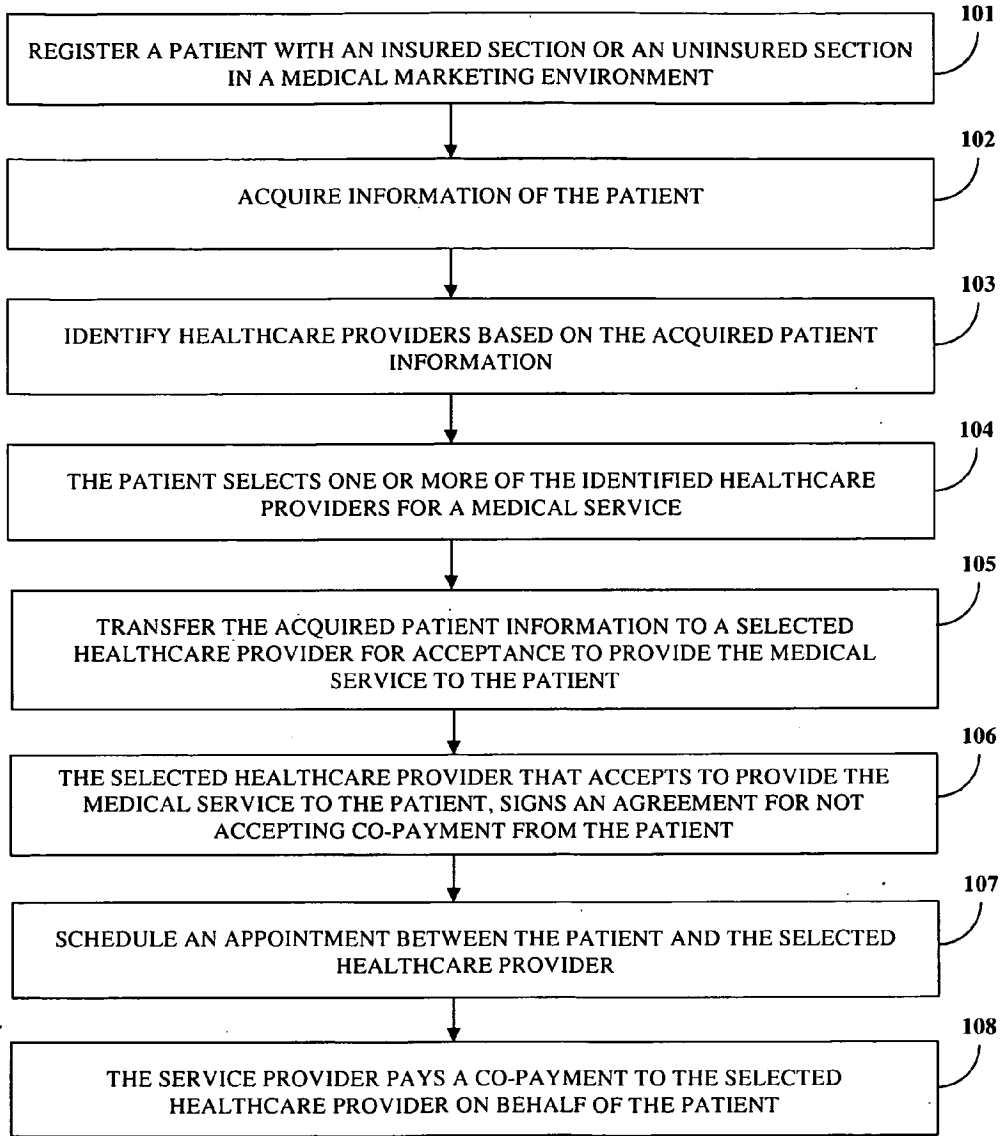 101
REGISTER A PATIENT WITH AN INSURED SECTION OR AN UNINSURED SECTION
IN A MEDICAL MARKETING ENVIRONMENT
102
ACQUIRE INFORMATION OF THE PATIENT
103
IDENTIFY HEALTHCARE PROVIDERS BASED ON THE ACQUIRED PATIENT
INFORMATION
104
THE PATIENT SELECTS ONE OR MORE OF THE IDENTIFIED HEALTHCARE
PROVIDERS FOR A MEDICAL SERVICE
105
TRANSFER THE ACQUIRED PATIENT INFORMATION TO A SELECTED
HEALTHCARE PROVIDER FOR ACCEPTANCE TO PROVIDE THE MEDICAL
SERVICE TO THE PATIENT
106
THE SELECTED HEALTHCARE PROVIDER THAT ACCEPTS TO PROVIDE THE
MEDICAL SERVICE TO THE PATIENT, SIGNS AN AGREEMENT FOR NOT
ACCEPTING CO-PAYMENT FROM THE PATIENT
107
SCHEDULE AN APPOINTMENT BETWEEN THE PATIENT AND THE SELECTED
HEALTHCARE PROVIDER
108
THE SERVICE PROVIDER PAYS A CO-PAYMENT TO THE SELECTED
HEALTHCARE PROVIDER ON BEHALF OF THE PATIENT